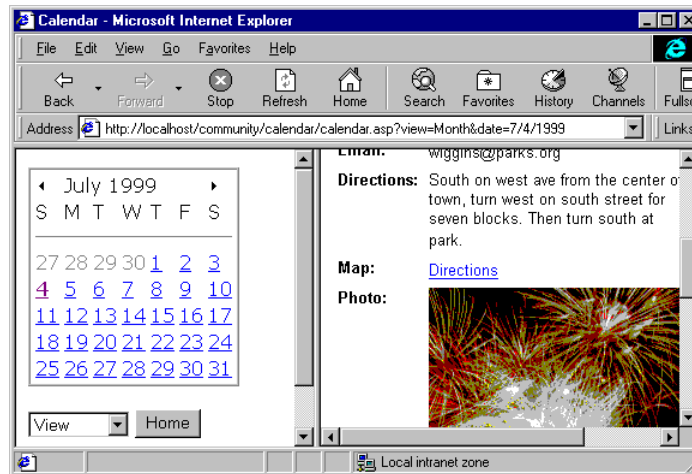 Calendar - Microsoft Internet Explorer
File Edit View Go Favorites Help
Back Forward Stop Refresh Home Search Favorites History Channels
Address http://localhost/community/calendar/calendar.asp?view=Month&date=7/4/1999 Links
July 1999
S M T W T F S
27 28 29 30 1 2 3
4 5 6 7 8 9 10
11 12 13 14 15 16 17
18 19 20 21 22 23 24
25 26 27 28 29 30 31
View Home
Email: wiggins@parks.org
Directions: South on west ave from the center of
town, turn west on south street for
seven blocks. Then turn south at
park.
Map: Directions
Photo:
Local intranet zone